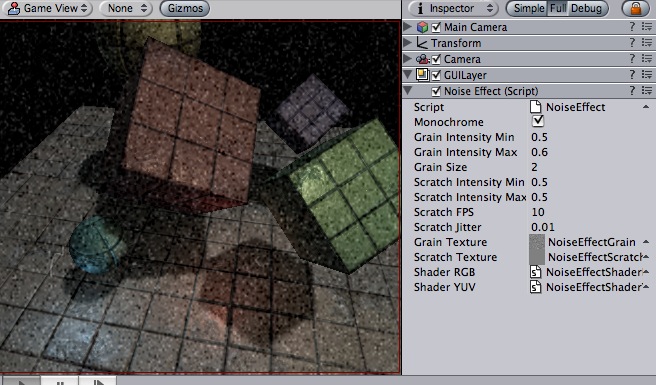 Game View None Gizmos
Inspector Simple Full Debug
Main Camera ?
Transform ?
Camera ?
GUILayer ?
Noise Effect (Script) ?
Script NoiseEffect
Monochrome
Grain Intensity Min 0.5
Grain Intensity Max 0.6
Grain Size 2
Scratch Intensity Min 0.5
Scratch Intensity Max 0.5
Scratch FPS 10
Scratch Jitter 0.01
Grain Texture NoiseEffectGrain
Scratch Texture NoiseEffectScratch
Shader RGB NoiseEffectShader
Shader YUV NoiseEffectShader